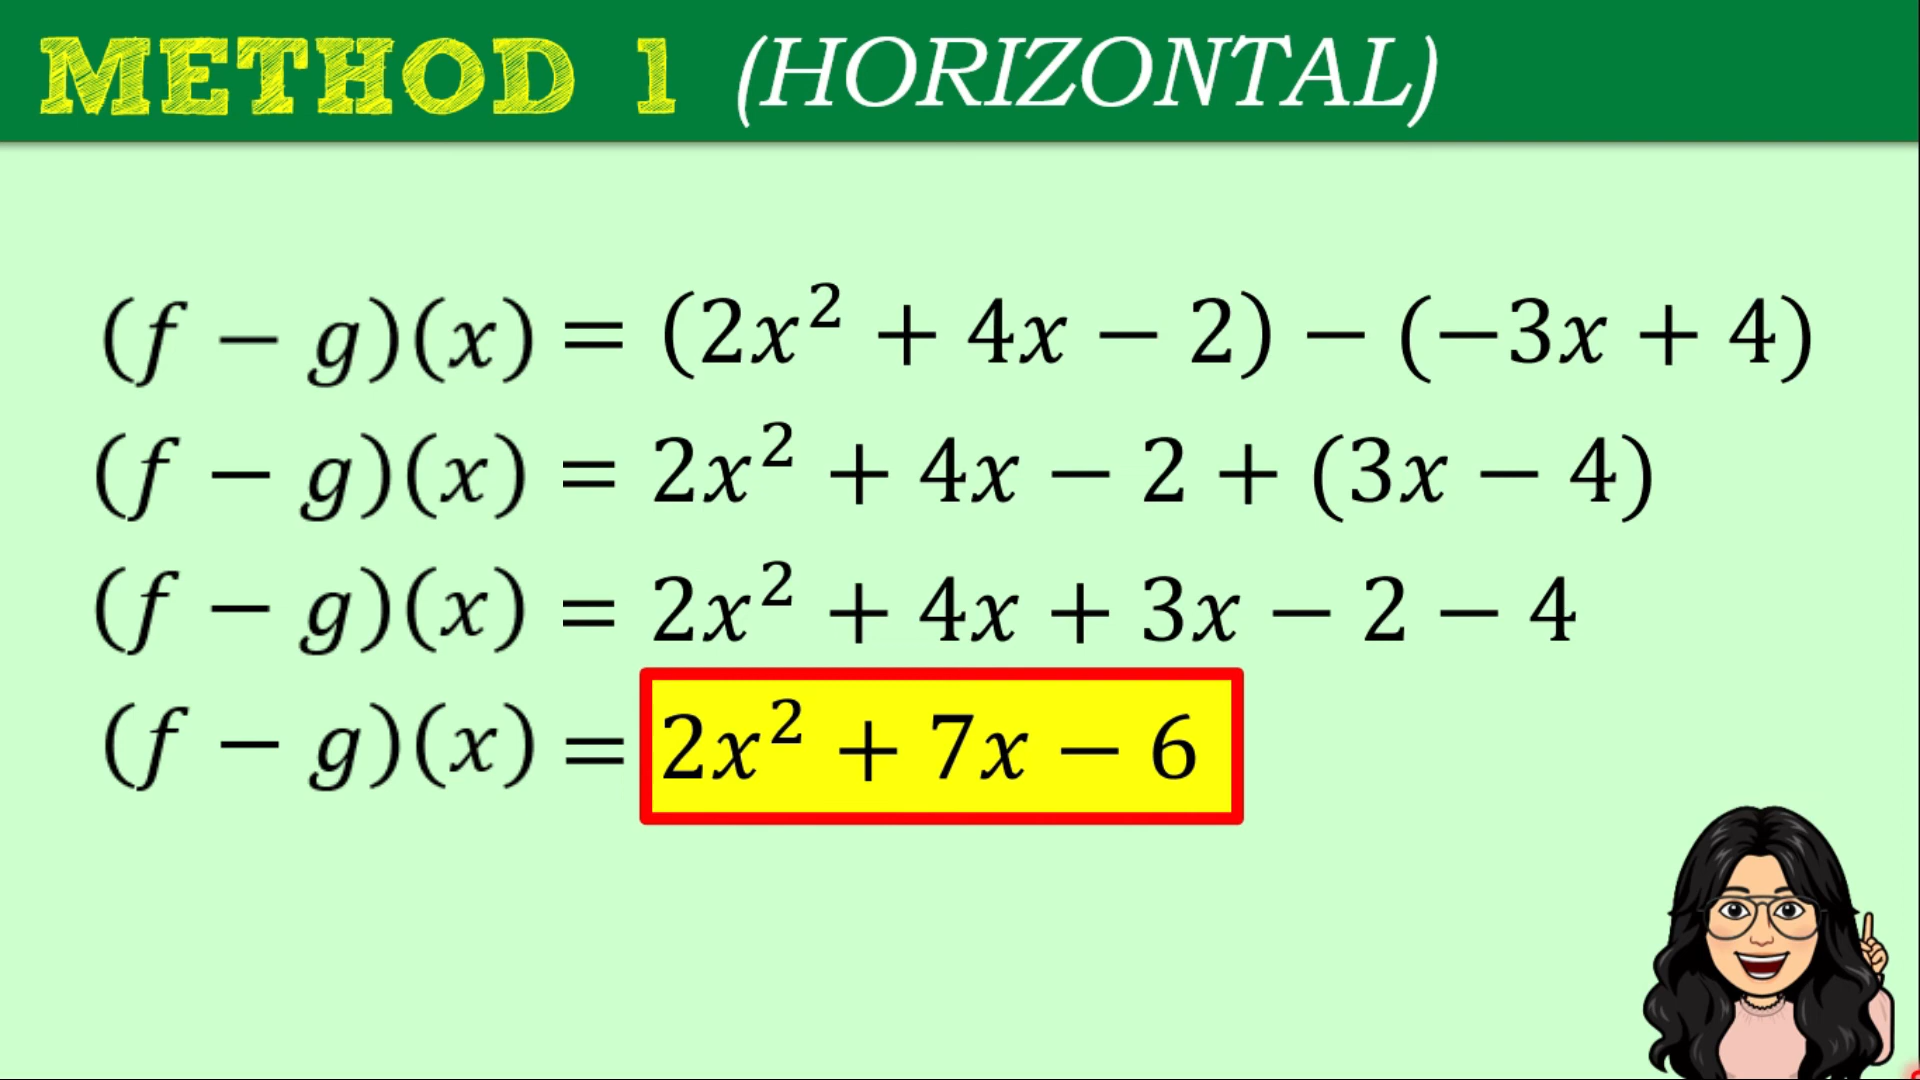 METHOD 1 (HORIZONTAL)
(f − g)(x) = (2x² + 4x − 2) − (−3x + 4)
(f − g)(x) = 2x² + 4x − 2 + (3x − 4)
(f − g)(x) = 2x² + 4x + 3x − 2 − 4
(f − g)(x) = 2x² + 7x − 6